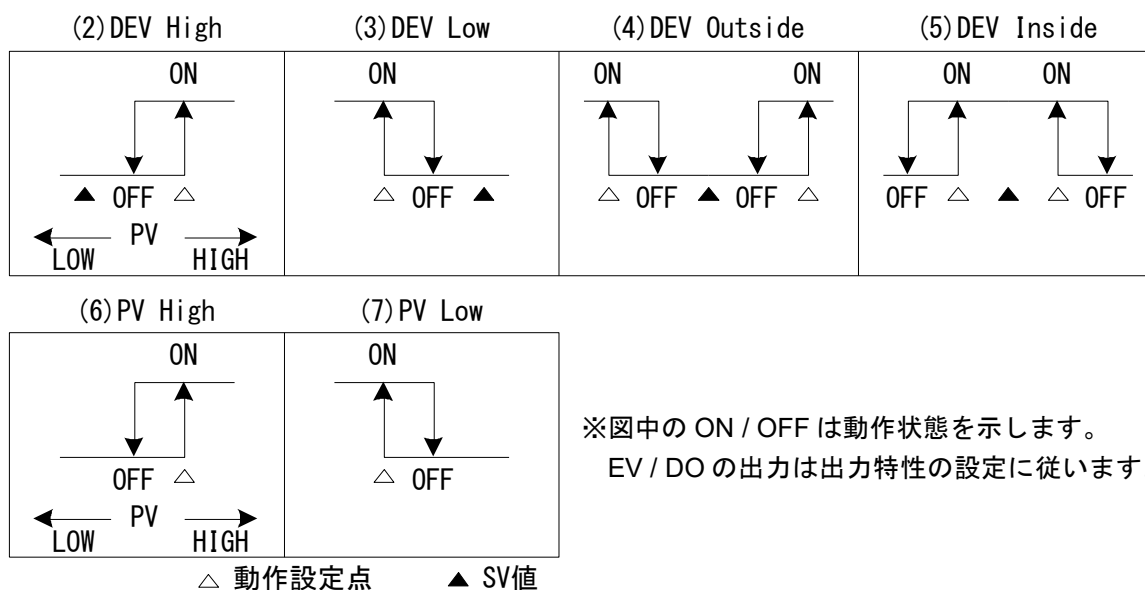 (2)DEV High (3)DEV Low (4)DEV Outside (5)DEV Inside
ON ON ON ON ON ON
▲ OFF △ △ OFF ▲ △ OFF ▲ OFF △ OFF △ ▲ △ OFF
PV
LOW HIGH
(6)PV High (7)PV Low
ON ON
OFF △ △ OFF
PV
LOW HIGH
※図中の ON / OFF は動作状態を示します。
EV / DO の出力は出力特性の設定に従います
△ 動作設定点 ▲ SV値